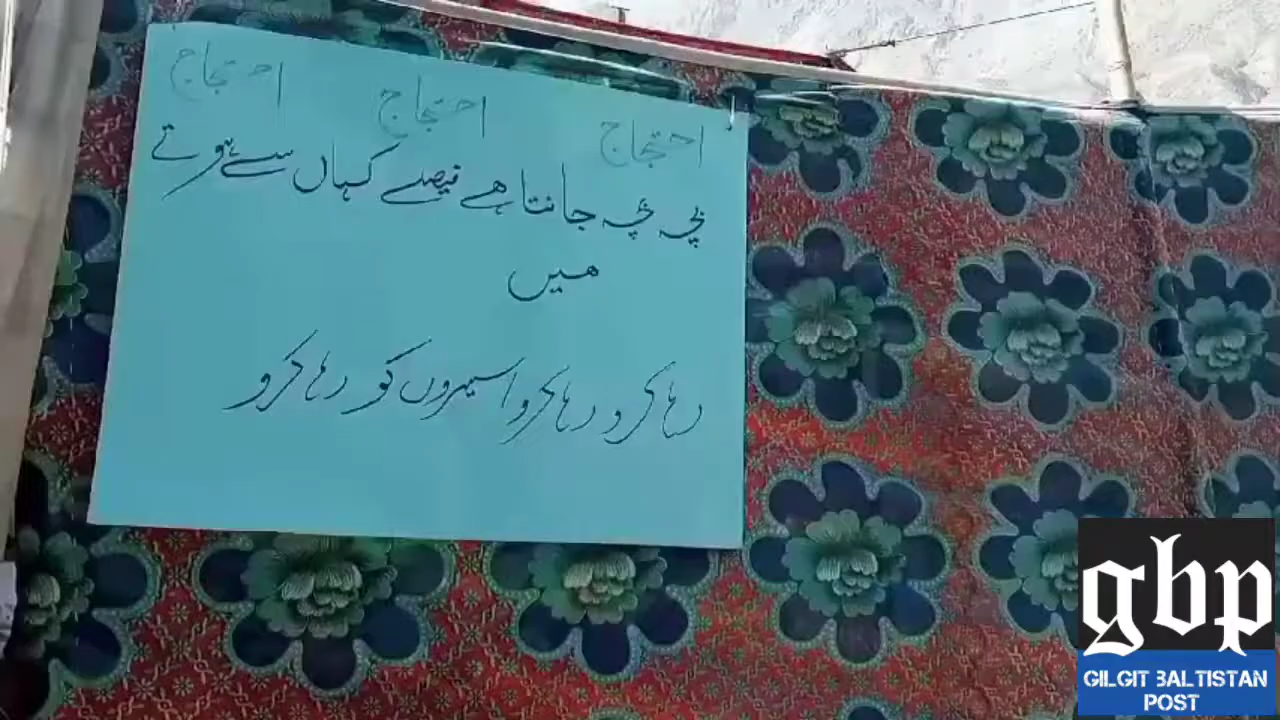 احتجاج احتجاج احتجاج
بچہ بچہ جانتا ہے فیصلے کہاں سے ہوتے
ہیں
رہا کرو رہا کرو اسیروں کو رہا کرو
gbp
GILGIT BALTISTAN
POST